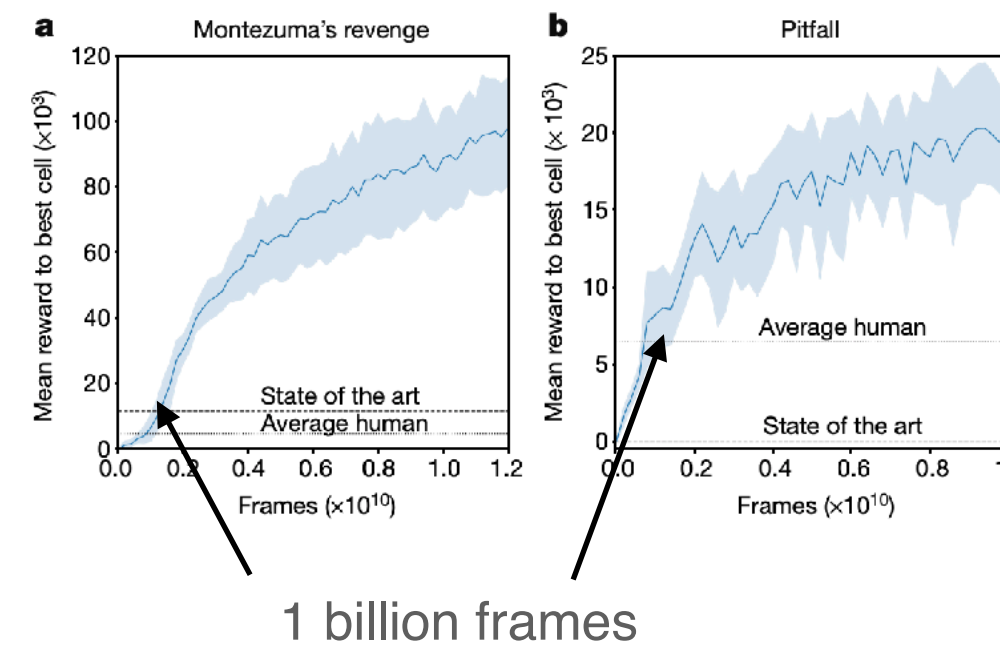 a Montezuma's revenge
Mean reward to best cell (×10³)
120
100
80
60
40
20
0
State of the art
Average human
0.0 0.2 0.4 0.6 0.8 1.0 1.2
Frames (×10¹⁰)
b Pitfall
Mean reward to best cell (× 10³)
25
20
15
10
5
0
Average human
State of the art
0.0 0.2 0.4 0.6 0.8 1
Frames (×10¹⁰)
1 billion frames